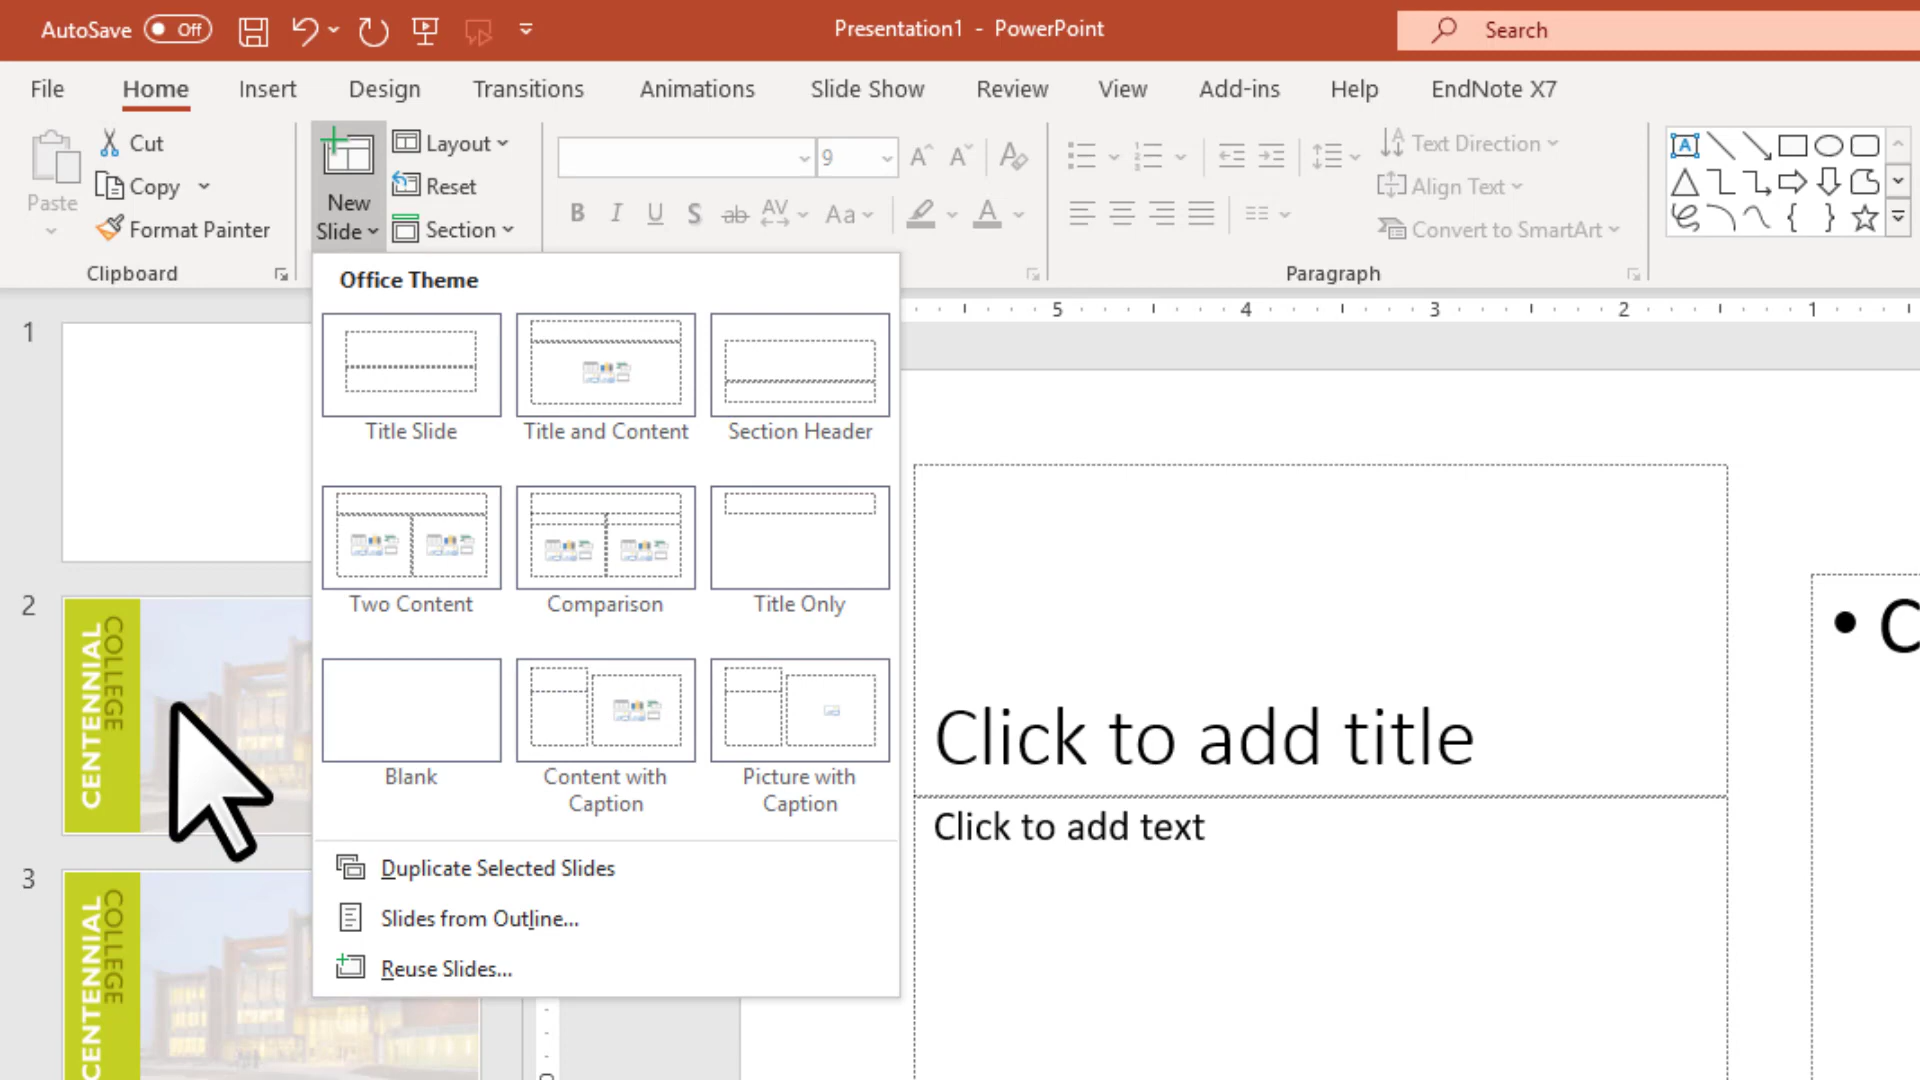 AutoSave Off
Presentation1 - PowerPoint
Search
File Home Insert Design Transitions Animations Slide Show Review View Add-ins Help EndNote X7
Paste
Cut
Copy
Format Painter
Clipboard
New
Slide
Layout
Reset
Section
9
B I U S ab AV Aa A
Text Direction
Align Text
Convert to SmartArt
Paragraph
Office Theme
Title Slide
Title and Content
Section Header
Two Content
Comparison
Title Only
Blank
Content with
Caption
Picture with
Caption
Duplicate Selected Slides
Slides from Outline...
Reuse Slides...
5 4 3 2 1
1
2
CENTENNIAL
COLLEGE
3
CENTENNIAL
COLLEGE
Click to add title
Click to add text
• C